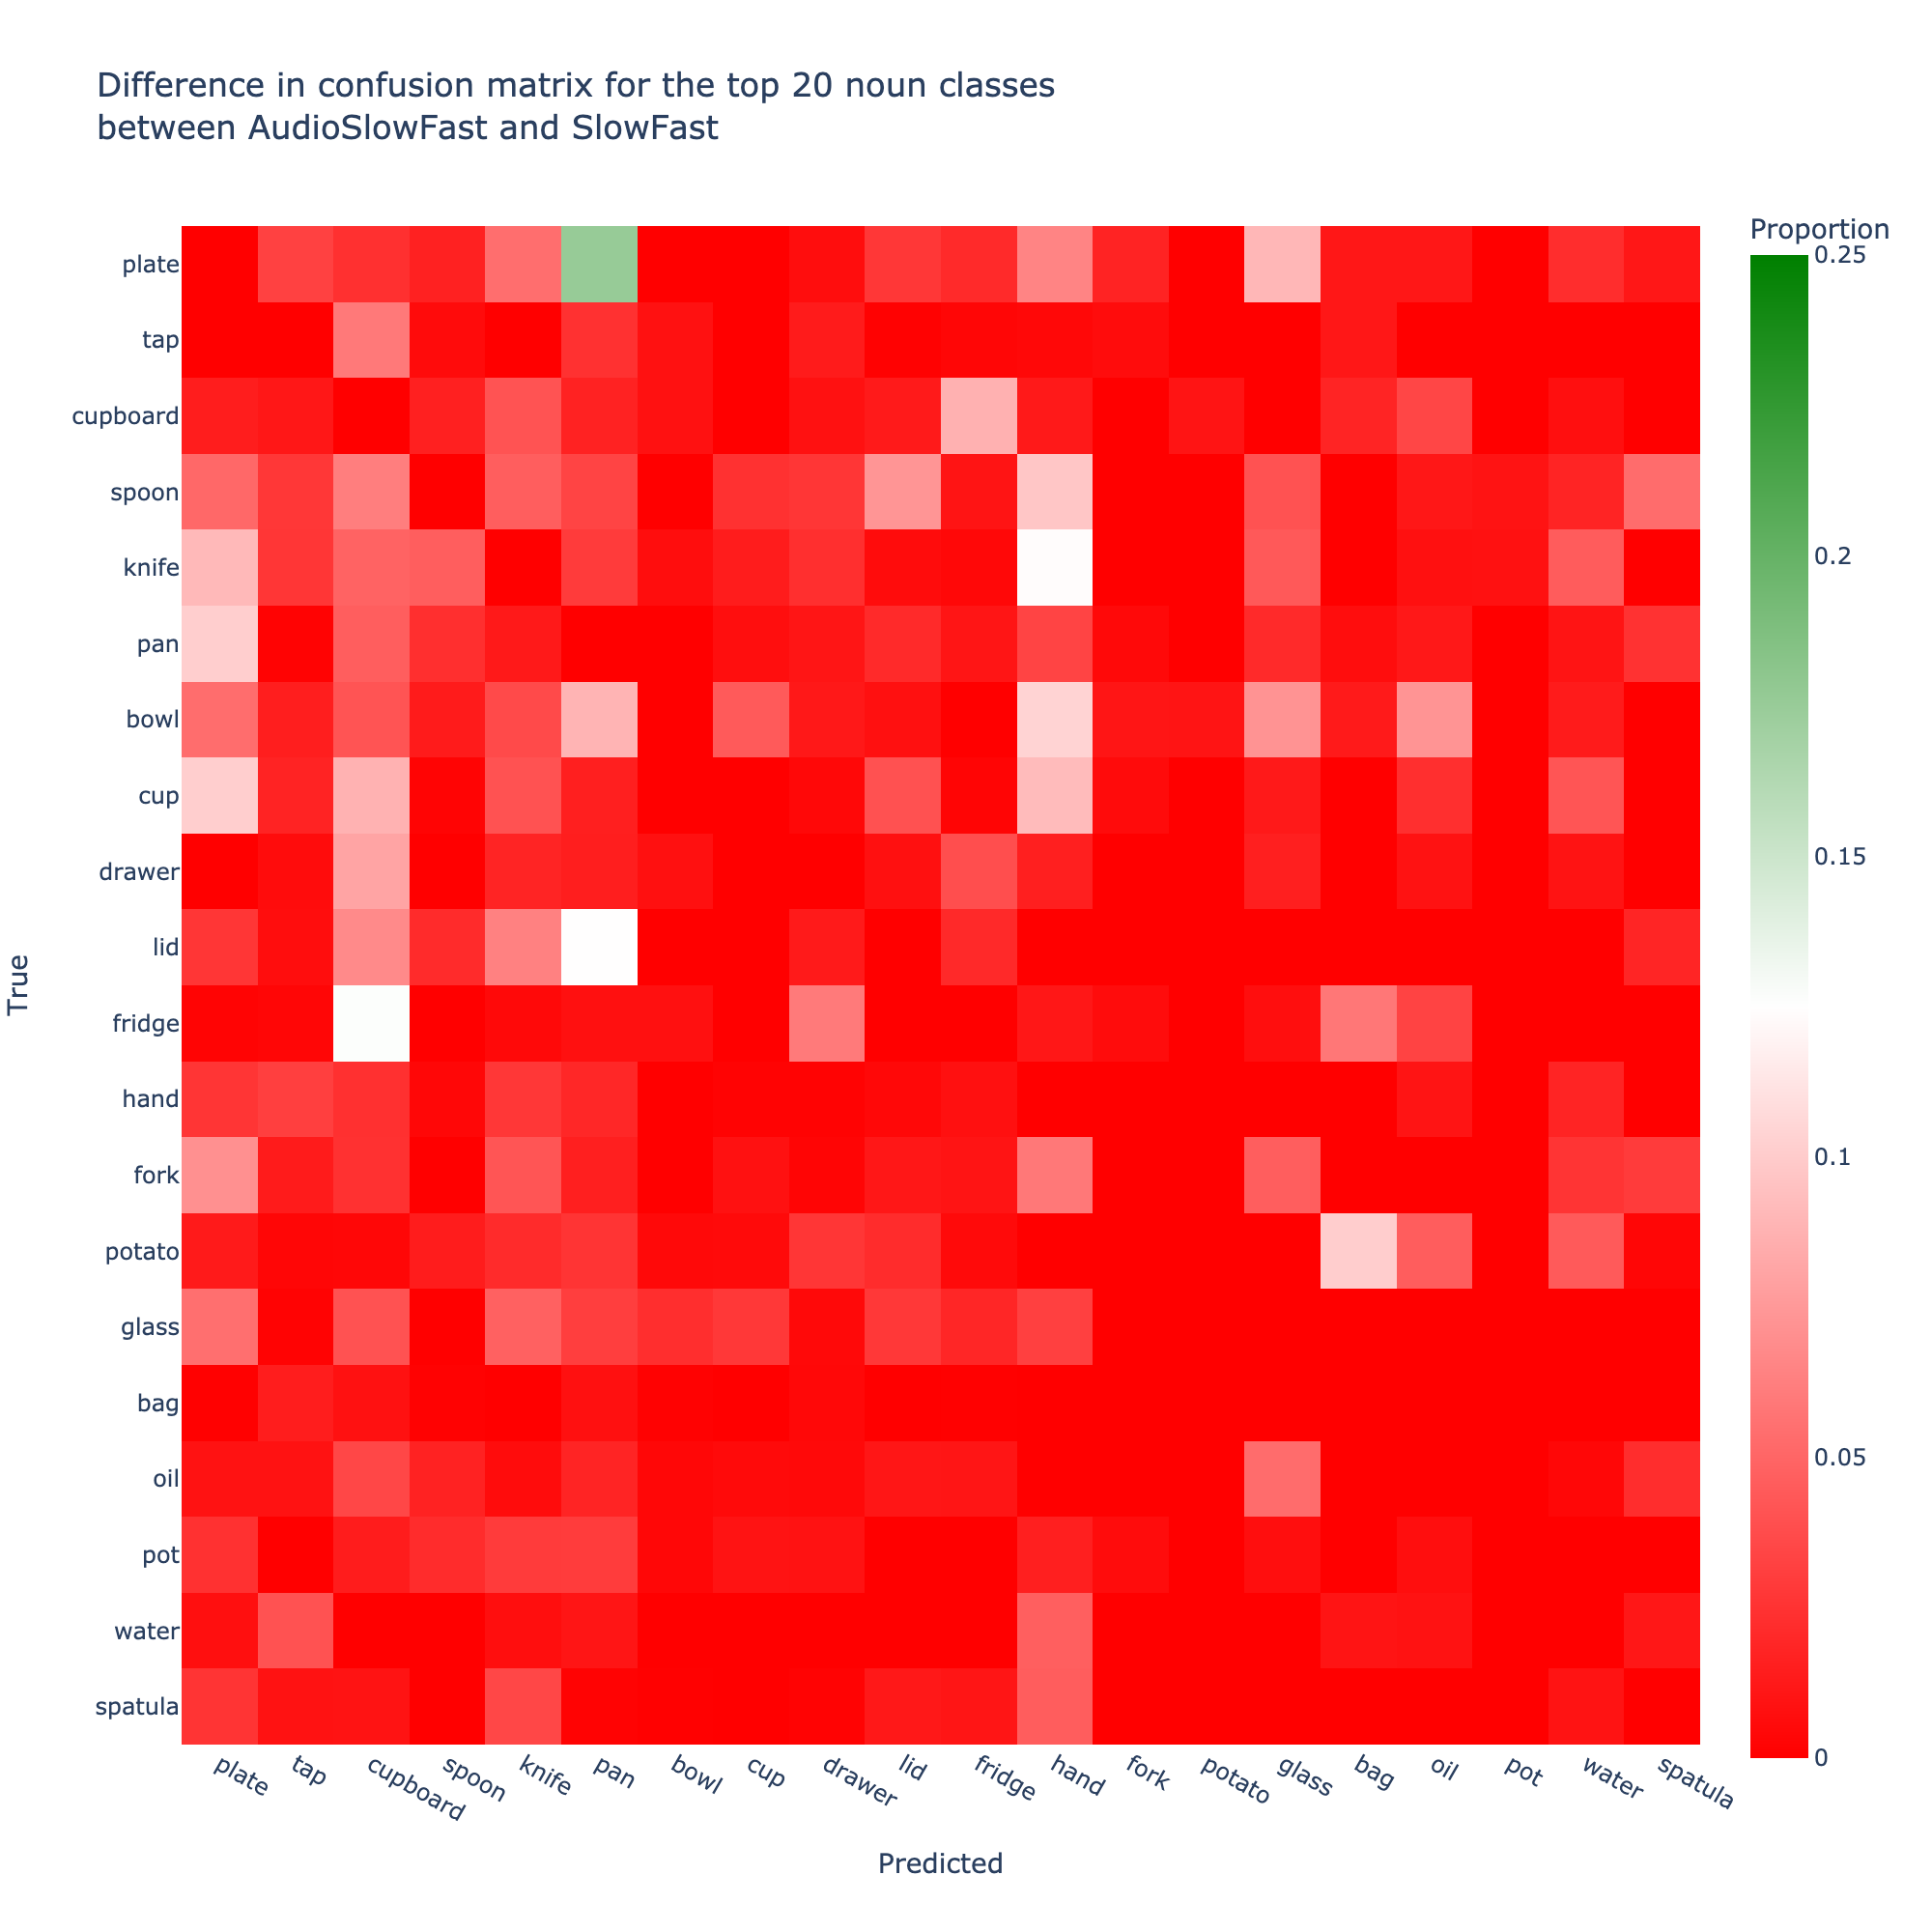 Difference in confusion matrix for the top 20 noun classes
between AudioSlowFast and SlowFast
Proportion
0.25
0.2
0.15
0.1
0.05
0
True
plate
tap
cupboard
spoon
knife
pan
bowl
cup
drawer
lid
fridge
hand
fork
potato
glass
bag
oil
pot
water
spatula
plate
tap
cupboard
spoon
knife
pan
bowl
cup
drawer
lid
fridge
hand
fork
potato
glass
bag
oil
pot
water
spatula
Predicted